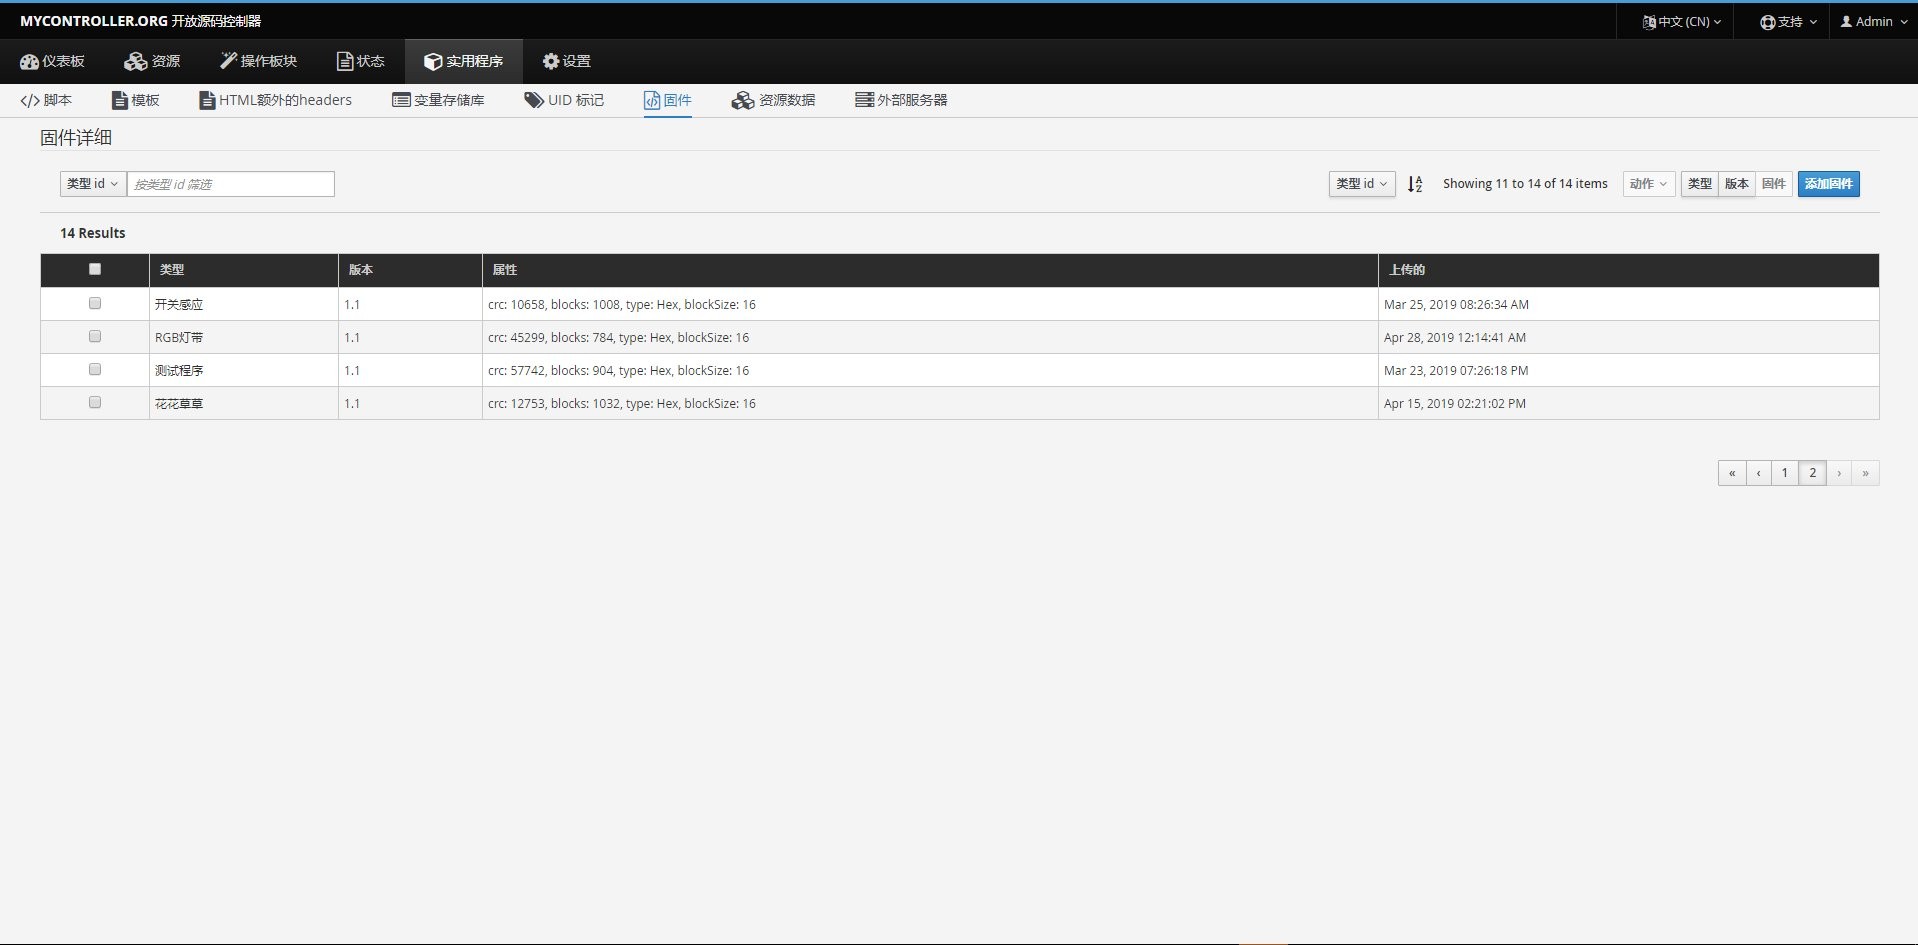 MYCONTROLLER.ORG 开放源码控制器 中文 (CN) 支持 Admin
仪表板 资源 操作板块 状态 实用程序 设置
</> 脚本 模板 HTML额外的headers 变量存储库 UID 标记 固件 资源数据 外部服务器
固件详细
类型 id 按类型 id 筛选 类型 id Showing 11 to 14 of 14 items 动作 类型 版本 固件 添加固件
14 Results
类型 版本 属性 上传的
开关感应 1.1 crc: 10658, blocks: 1008, type: Hex, blockSize: 16 Mar 25, 2019 08:26:34 AM
RGB灯带 1.1 crc: 45299, blocks: 784, type: Hex, blockSize: 16 Apr 28, 2019 12:14:41 AM
测试程序 1.1 crc: 57742, blocks: 904, type: Hex, blockSize: 16 Mar 23, 2019 07:26:18 PM
花花草草 1.1 crc: 12753, blocks: 1032, type: Hex, blockSize: 16 Apr 15, 2019 02:21:02 PM
« ‹ 1 2 › »